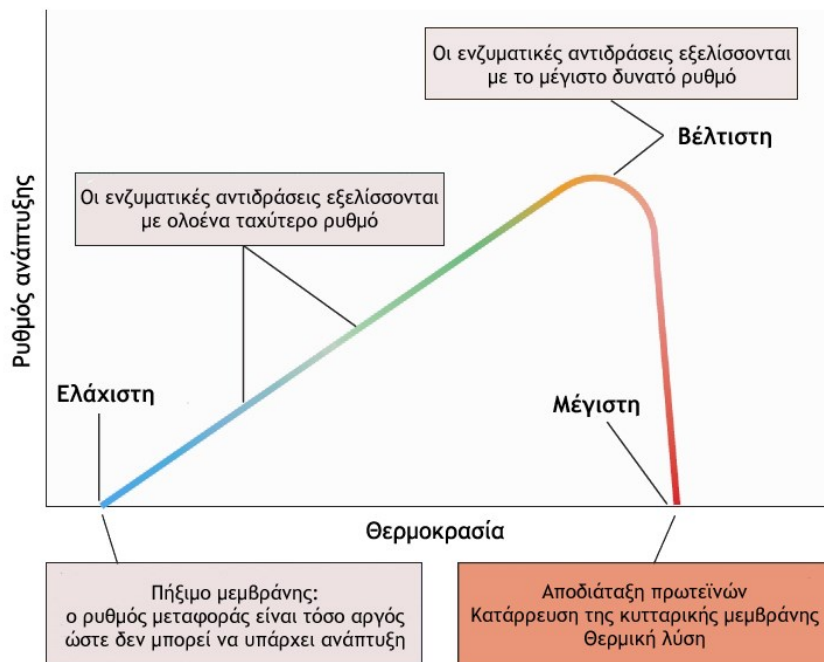 Οι ενζυματικές αντιδράσεις εξελίσσονται
με το μέγιστο δυνατό ρυθμό
Βέλτιστη
Οι ενζυματικές αντιδράσεις εξελίσσονται
με ολοένα ταχύτερο ρυθμό
Ρυθμός ανάπτυξης
Ελάχιστη
Μέγιστη
Θερμοκρασία
Πήξιμο μεμβράνης:
ο ρυθμός μεταφοράς είναι τόσο αργός
ώστε δεν μπορεί να υπάρχει ανάπτυξη
Αποδιάταξη πρωτεϊνών
Κατάρρευση της κυτταρικής μεμβράνης
Θερμική λύση